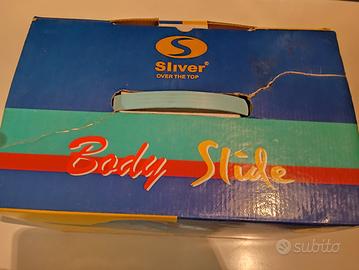 S
Sliver®
OVER THE TOP
Body Slide
subito